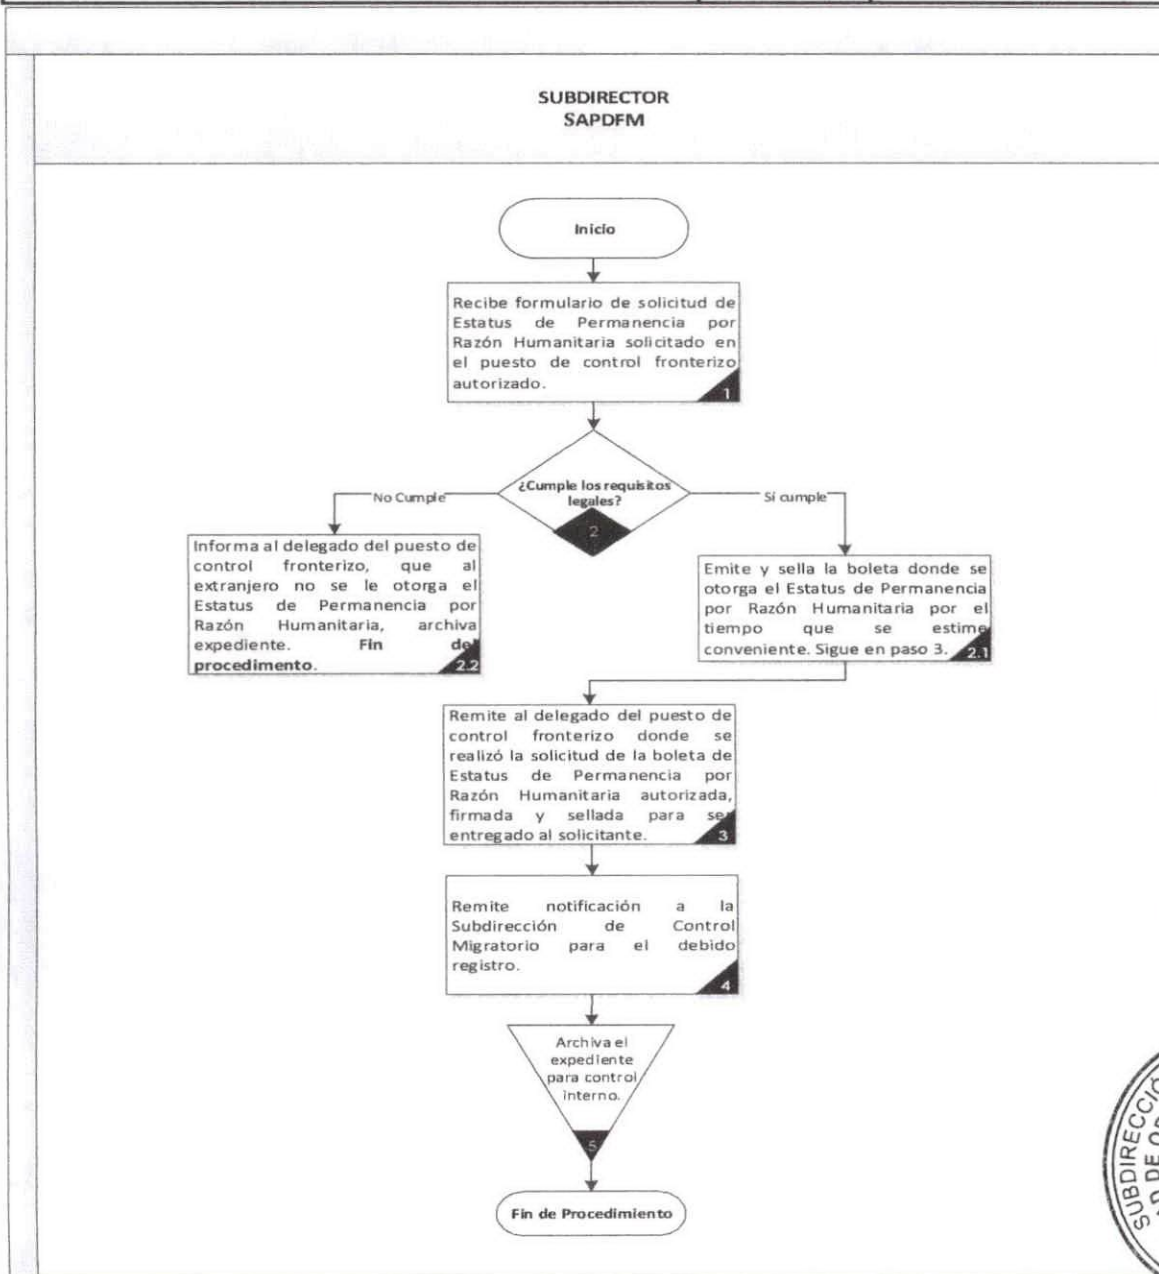 SUBDIRECTOR
SAPDFM
Inicio
Recibe formulario de solicitud de
Estatus de Permanencia por
Razón Humanitaria solicitado en
el puesto de control fronterizo
autorizado.
1
¿Cumple los requisitos
legales?
2
No Cumple
Sí cumple
Informa al delegado del puesto de
control fronterizo, que al
extranjero no se le otorga el
Estatus de Permanencia por
Razón Humanitaria, archiva
expediente. Fin del
procedimento.
2.2
Emite y sella la boleta donde se
otorga el Estatus de Permanencia
por Razón Humanitaria por el
tiempo que se estime
conveniente. Sigue en paso 3.
2.1
Remite al delegado del puesto de
control fronterizo donde se
realizó la solicitud de la boleta de
Estatus de Permanencia por
Razón Humanitaria autorizada,
firmada y sellada para ser
entregado al solicitante.
3
Remite notificación a la
Subdirección de Control
Migratorio para el debido
registro.
4
Archiva el
expediente
para control
interno.
5
Fin de Procedimiento
SUBDIRECCIÓ
DE